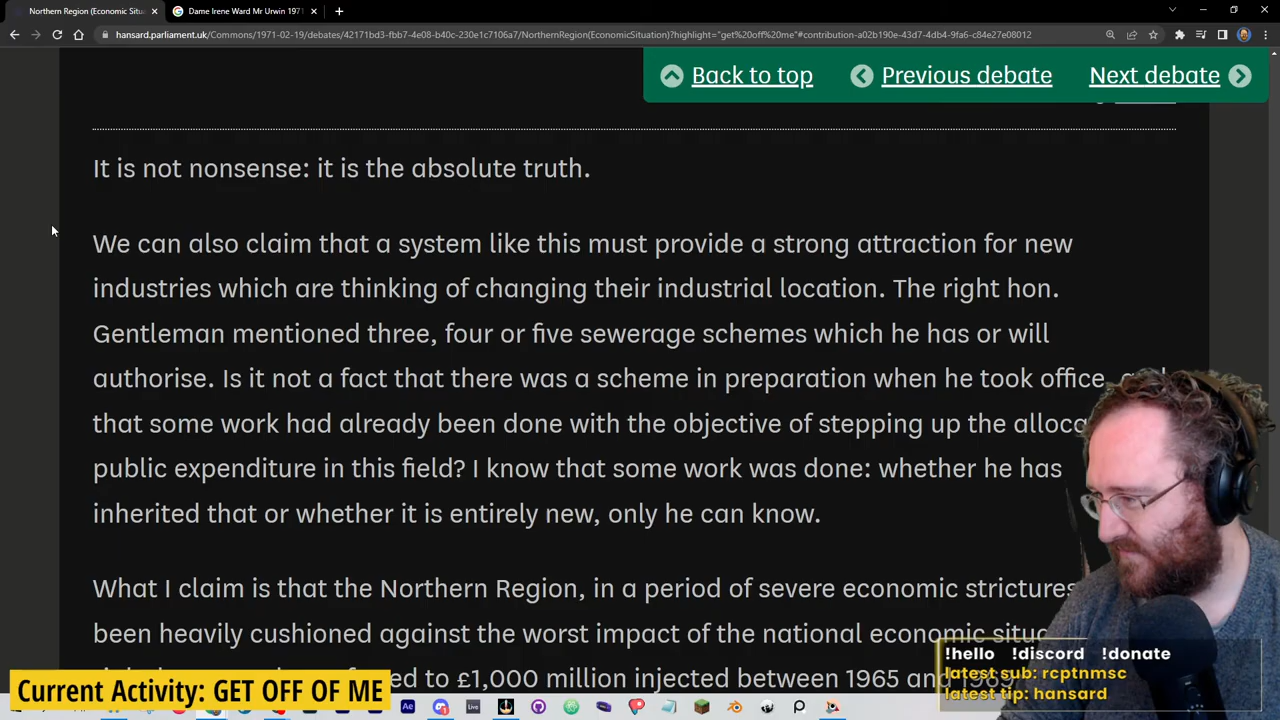 Northern Region (Economic Situa
Dame Irene Ward Mr Urwin 1971
hansard.parliament.uk/Commons/1971-02-19/debates/42171bd3-fbb7-4e08-b40c-230e1c7106a7/NorthernRegion(EconomicSituation)?highlight="get%20off%20me"#contribution-a02b190e-43d7-4db4-9fa6-c84e27e08012
Back to top Previous debate Next debate
It is not nonsense: it is the absolute truth.
We can also claim that a system like this must provide a strong attraction for new
industries which are thinking of changing their industrial location. The right hon.
Gentleman mentioned three, four or five sewerage schemes which he has or will
authorise. Is it not a fact that there was a scheme in preparation when he took office, and
that some work had already been done with the objective of stepping up the alloca
public expenditure in this field? I know that some work was done: whether he has
inherited that or whether it is entirely new, only he can know.
What I claim is that the Northern Region, in a period of severe economic strictures
been heavily cushioned against the worst impact of the national economic situa
ed to £1,000 million injected between 1965 and 1969,
!hello !discord !donate
latest sub: rcptnmsc
latest tip: hansard
Current Activity: GET OFF OF ME
Ae
Live